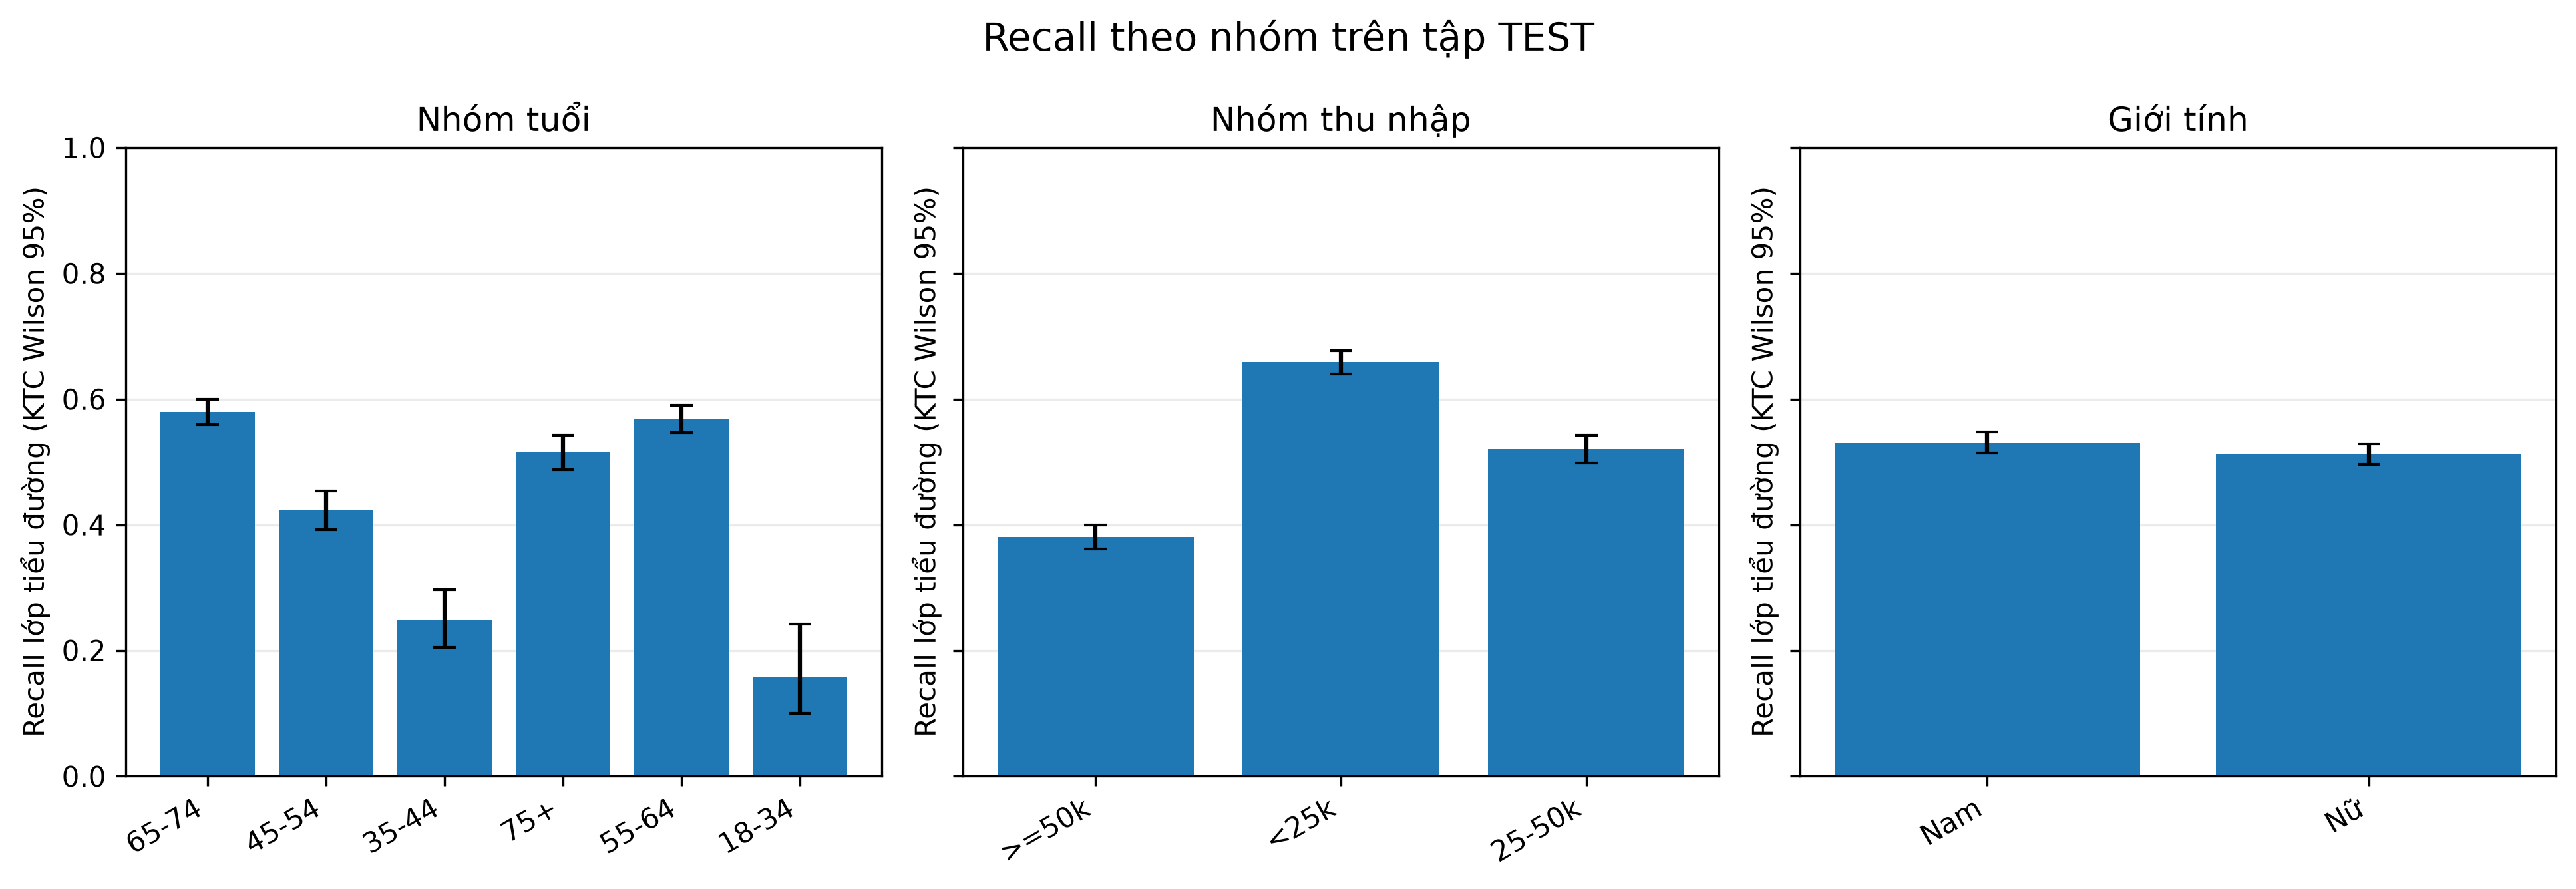 Recall theo nhóm trên tập TEST
Nhóm tuổi
Recall lớp tiểu đường (KTC Wilson 95%)
1.0
0.8
0.6
0.4
0.2
0.0
65-74
45-54
35-44
75+
55-64
18-34
Nhóm thu nhập
Recall lớp tiểu đường (KTC Wilson 95%)
>=50k
<25k
25-50k
Giới tính
Recall lớp tiểu đường (KTC Wilson 95%)
Nam
Nữ